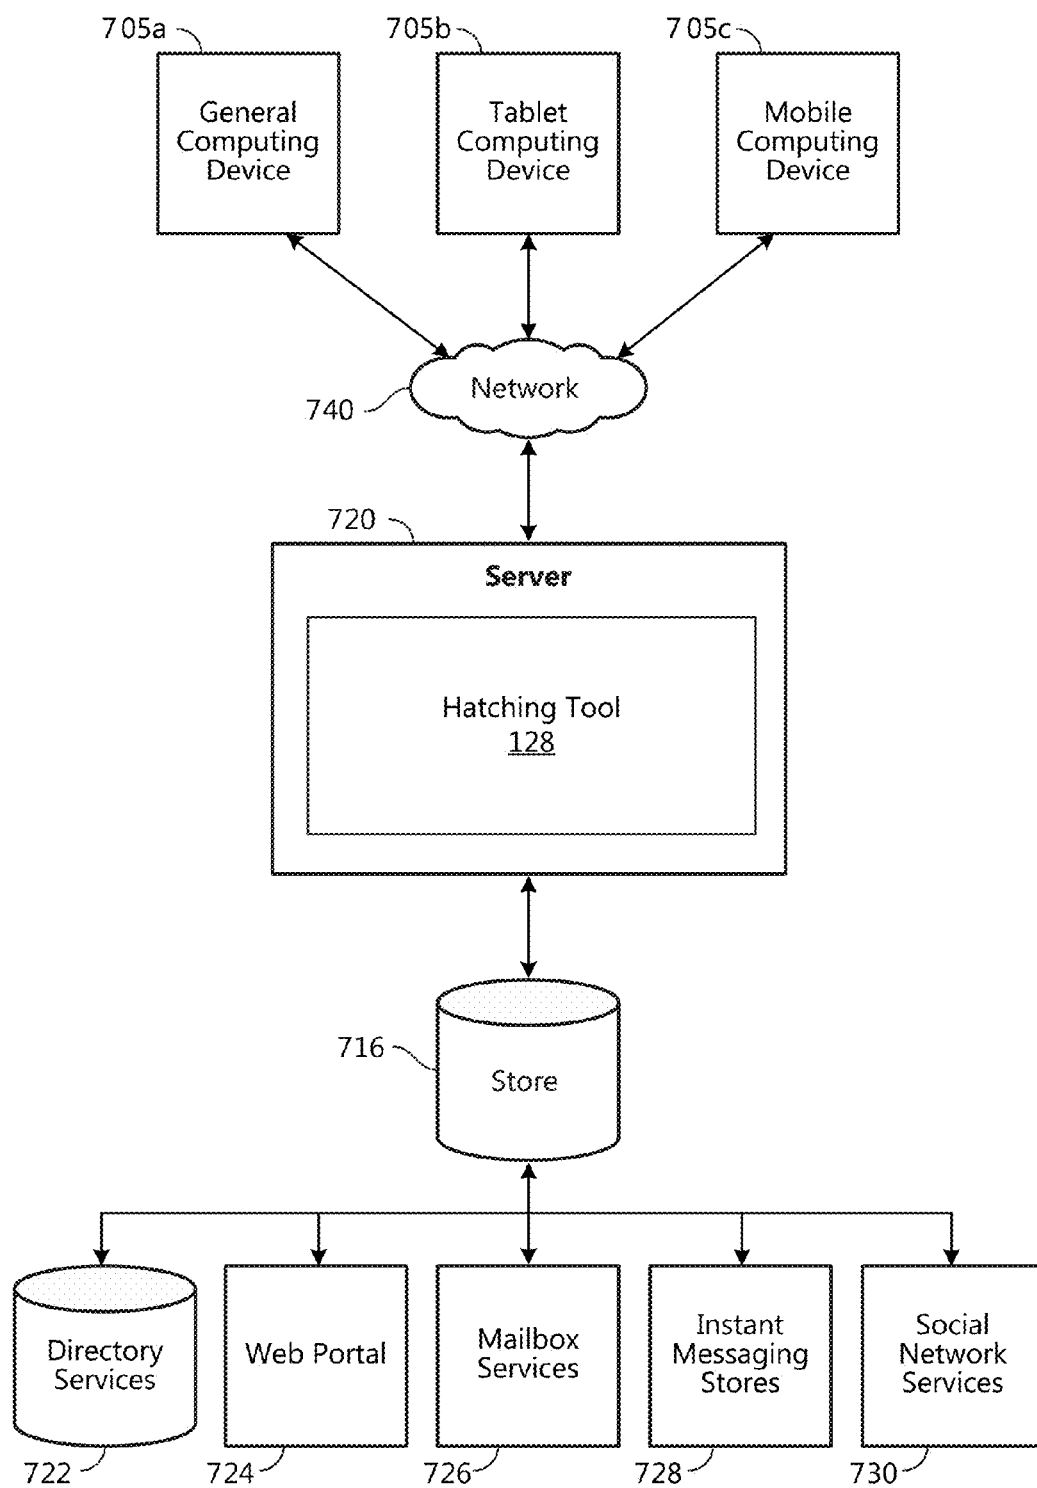 705a
705b
705c
General
Computing
Device
Tablet
Computing
Device
Mobile
Computing
Device
Network
740
720
Server
Hatching Tool
128
716
Store
Directory
Services
Web Portal
Mailbox
Services
Instant
Messaging
Stores
Social
Network
Services
722
724
726
728
730